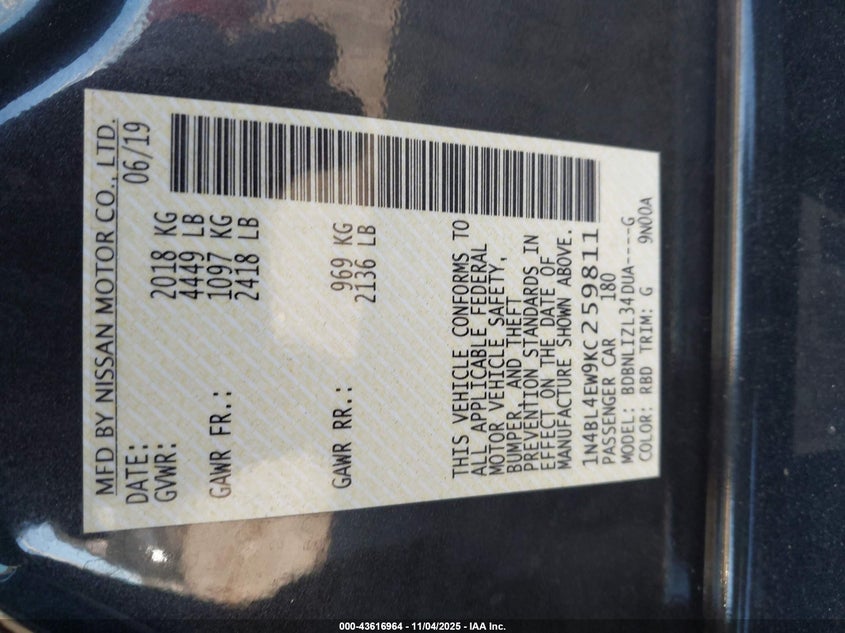 MFD BY NISSAN MOTOR CO., LTD.
DATE: 06/19
GVWR: 2018 KG
4449 LB
GAWR FR.: 1097 KG
2418 LB
GAWR RR.: 969 KG
2136 LB
THIS VEHICLE CONFORMS TO
ALL APPLICABLE FEDERAL
MOTOR VEHICLE SAFETY,
BUMPER, AND THEFT
PREVENTION STANDARDS IN
EFFECT ON THE DATE OF
MANUFACTURE SHOWN ABOVE.
1N4BL4EW9KC259811
PASSENGER CAR 180
MODEL: BDBNLIZL34DUA----G
COLOR: RBD TRIM: G 9N00A
000-43616964 - 11/04/2025 - IAA Inc.